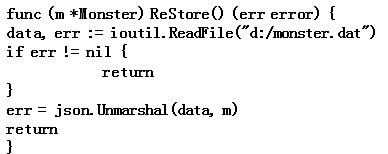 func (m *Monster) ReStore() (err error) {
data, err := ioutil.ReadFile("d:/monster.dat")
if err != nil {
return
}
err = json.Unmarshal(data, m)
return
}